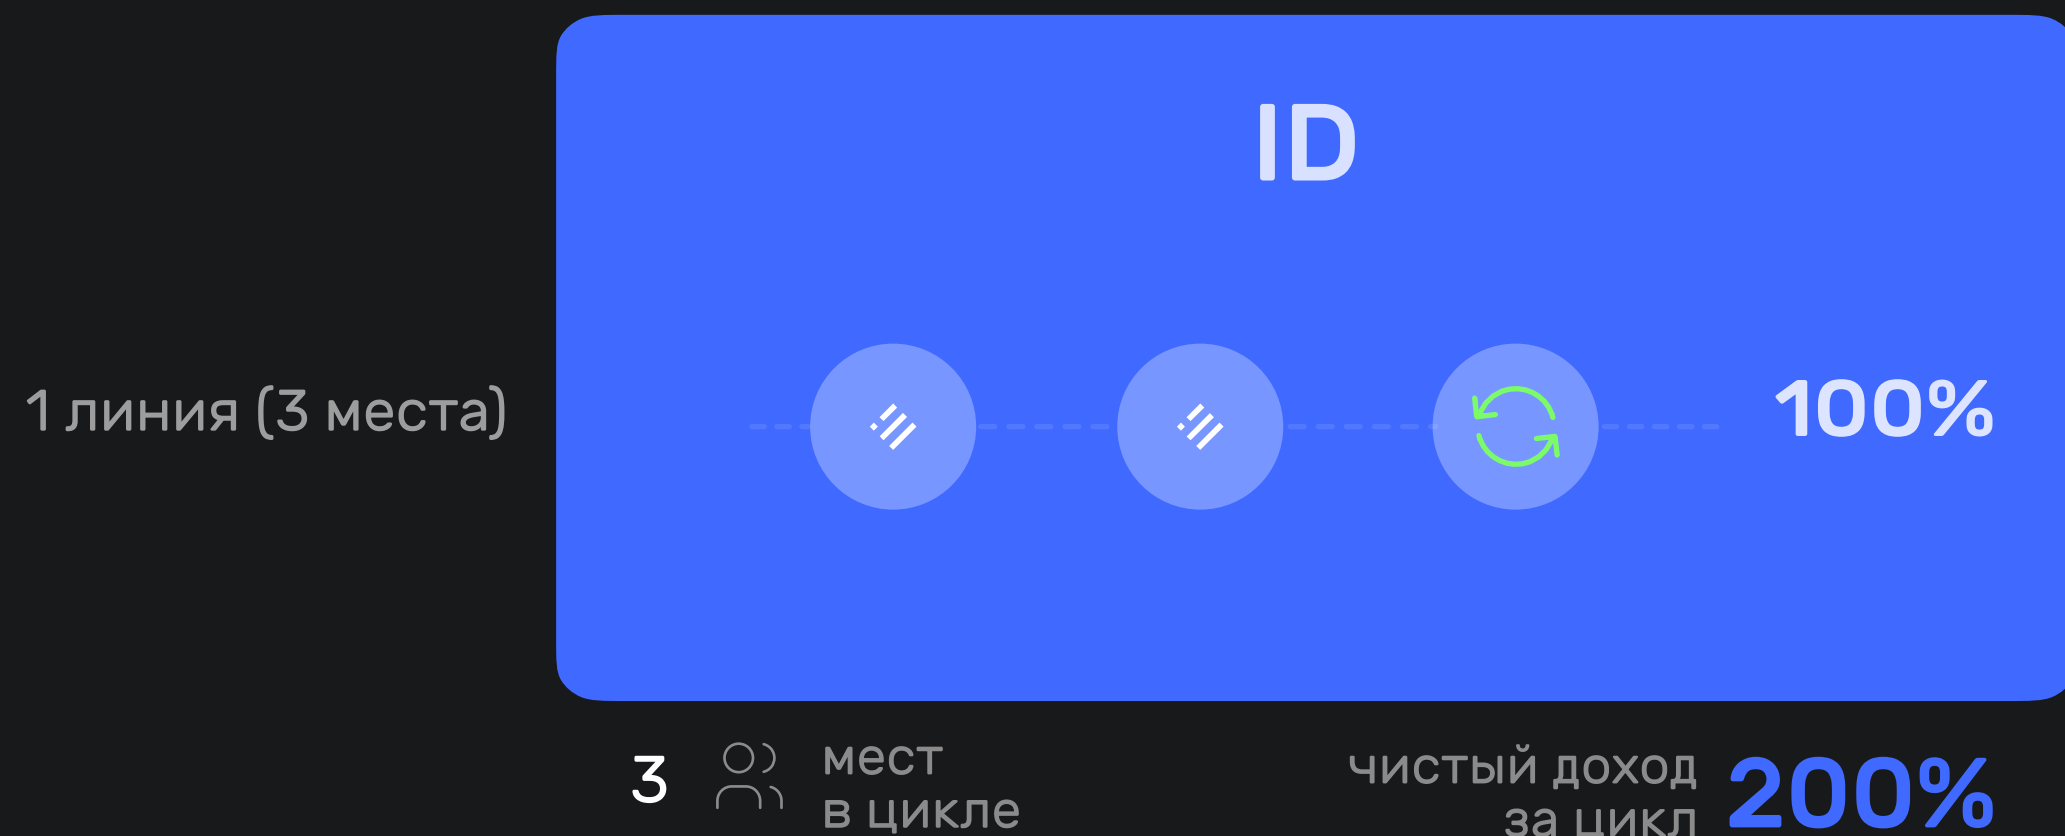 ID
1 линия (3 места)
100%
3
мест
в цикле
чистый доход
за цикл
200%